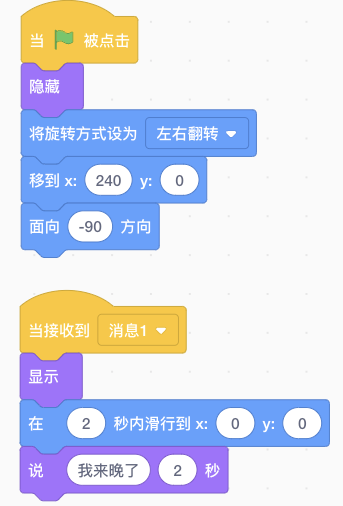 当 被点击
隐藏
将旋转方式设为 左右翻转
移到 x: 240 y: 0
面向 -90 方向
当接收到 消息1
显示
在 2 秒内滑行到 x: 0 y: 0
说 我来晚了 2 秒